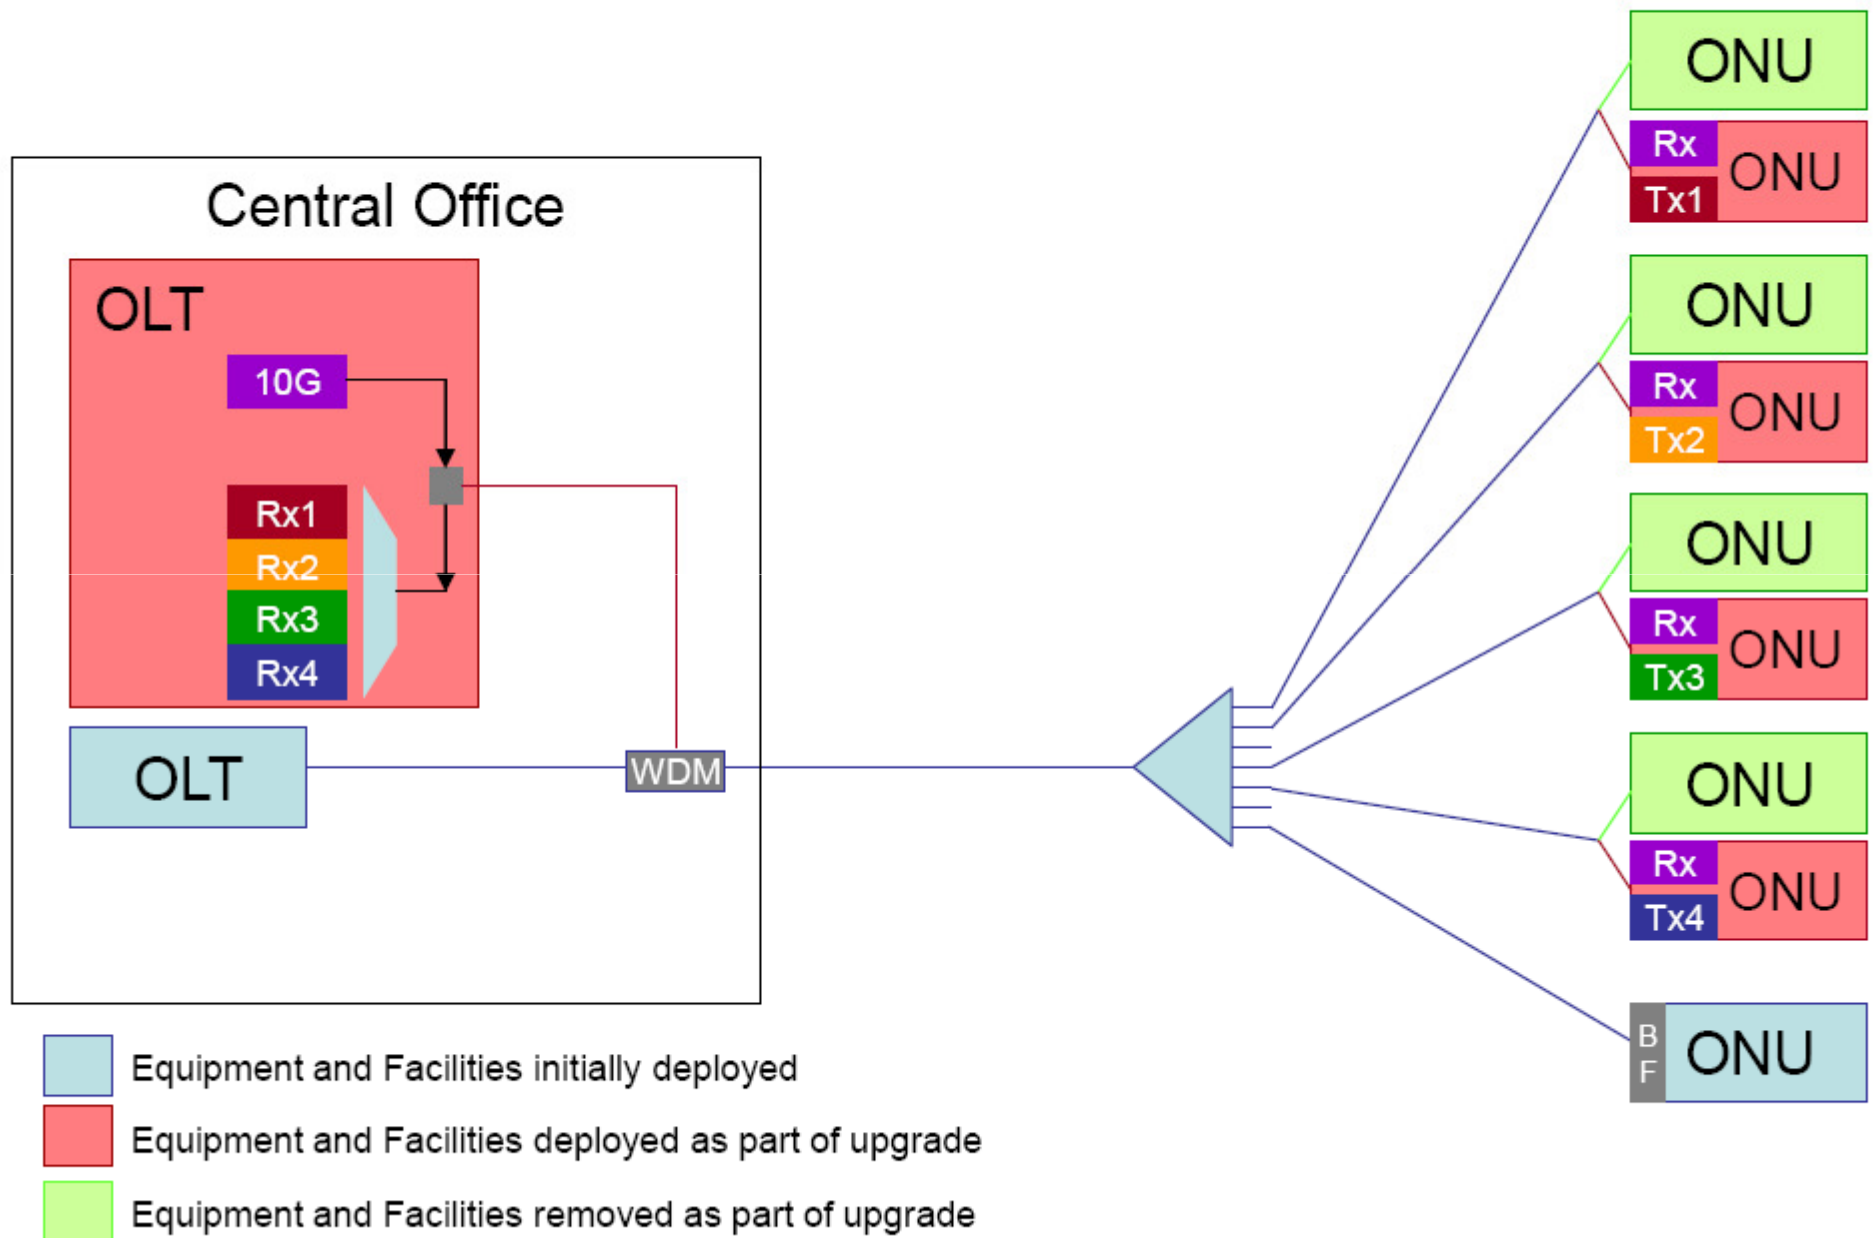 Central Office
OLT
10G
Rx1
Rx2
Rx3
Rx4
OLT
WDM
ONU
Rx
Tx1
ONU
ONU
Rx
Tx2
ONU
ONU
Rx
Tx3
ONU
ONU
Rx
Tx4
ONU
B
F
ONU
Equipment and Facilities initially deployed
Equipment and Facilities deployed as part of upgrade
Equipment and Facilities removed as part of upgrade